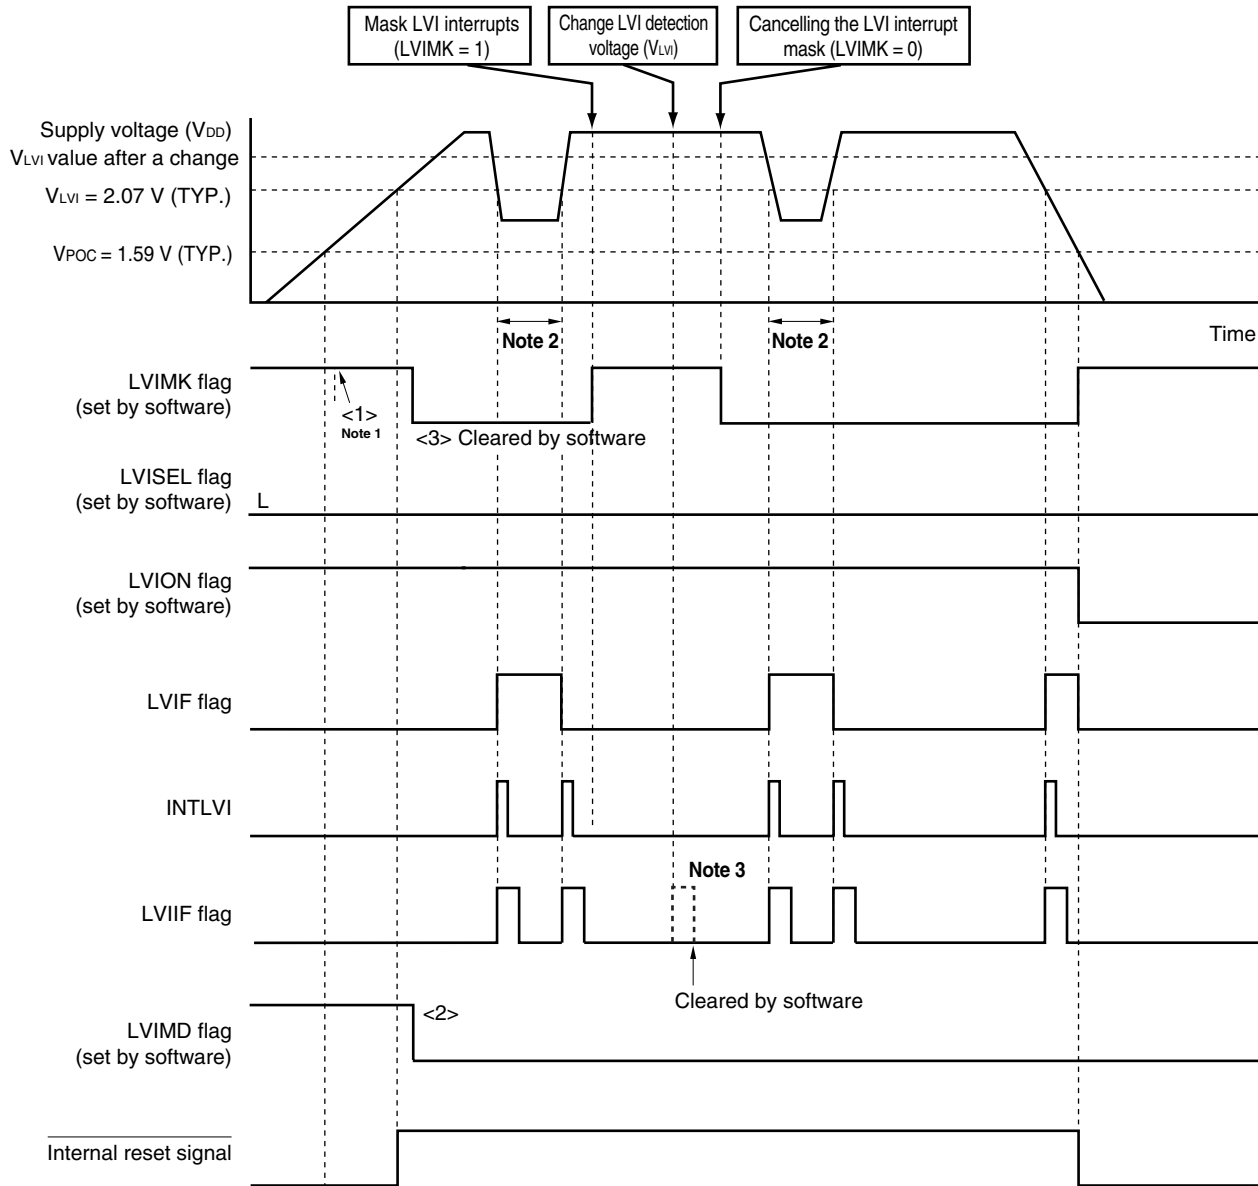 Mask LVI interrupts
(LVIMK = 1)
Change LVI detection
voltage (VLVI)
Cancelling the LVI interrupt
mask (LVIMK = 0)
Supply voltage (VDD)
VLVI value after a change
VLVI = 2.07 V (TYP.)
VPOC = 1.59 V (TYP.)
Time
Note 2
Note 2
LVIMK flag
(set by software)
<1>
Note 1
<3> Cleared by software
LVISEL flag
(set by software)
L
LVION flag
(set by software)
LVIF flag
INTLVI
Note 3
LVIIF flag
Cleared by software
<2>
LVIMD flag
(set by software)
Internal reset signal